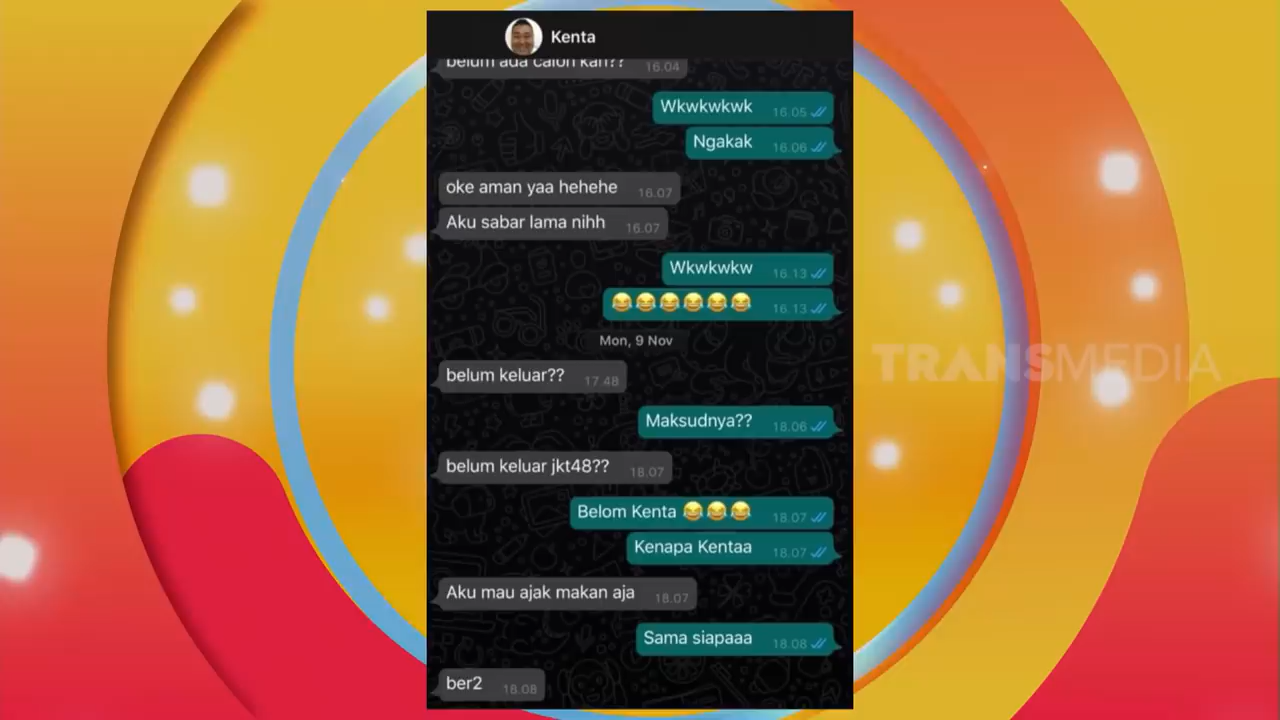 Kenta
belum ada calon kan?? 16.04
Wkwkwkwk 16.05
Ngakak 16.06
oke aman yaa hehehe 16.07
Aku sabar lama nihh 16.07
Wkwkwkw 16.13
😂😂😂😂😂😂 16.13
Mon, 9 Nov
belum keluar?? 17.48
TRANSMEDIA
Maksudnya?? 18.06
belum keluar jkt48?? 18.07
Belom Kenta 😂😂😂 18.07
Kenapa Kentaa 18.07
Aku mau ajak makan aja 18.07
Sama siapaaa 18.08
ber2 18.08